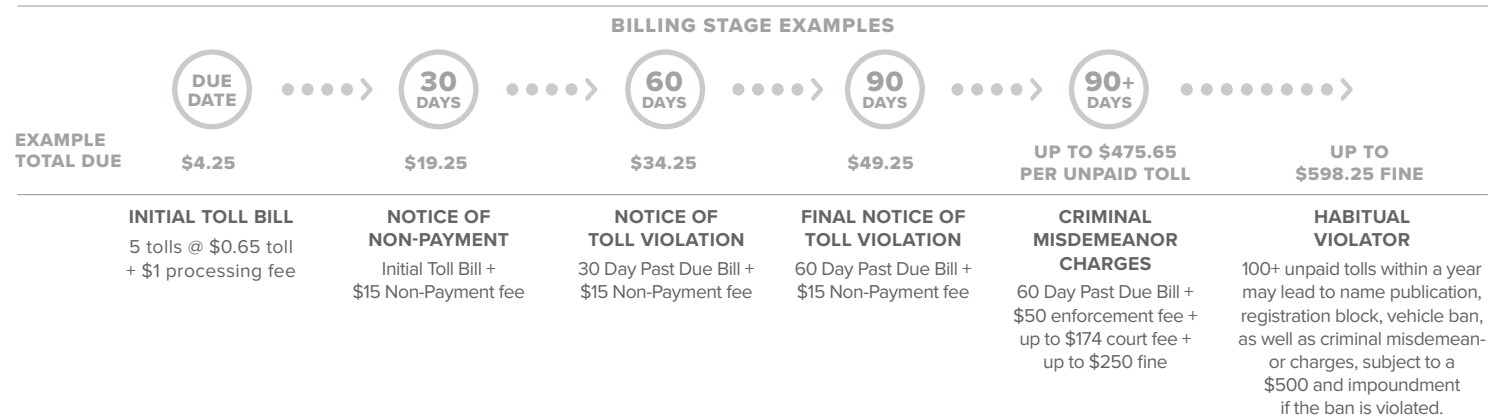 BILLING STAGE EXAMPLES
DUE
DATE
30
DAYS
60
DAYS
90
DAYS
90+
DAYS
EXAMPLE
TOTAL DUE
$4.25
$19.25
$34.25
$49.25
UP TO $475.65
PER UNPAID TOLL
UP TO
$598.25 FINE
INITIAL TOLL BILL
5 tolls @ $0.65 toll
+ $1 processing fee
NOTICE OF
NON-PAYMENT
Initial Toll Bill +
$15 Non-Payment fee
NOTICE OF
TOLL VIOLATION
30 Day Past Due Bill +
$15 Non-Payment fee
FINAL NOTICE OF
TOLL VIOLATION
60 Day Past Due Bill +
$15 Non-Payment fee
CRIMINAL
MISDEMEANOR
CHARGES
60 Day Past Due Bill +
$50 enforcement fee +
up to $174 court fee +
up to $250 fine
HABITUAL
VIOLATOR
100+ unpaid tolls within a year
may lead to name publication,
registration block, vehicle ban,
as well as criminal misdemean-
or charges, subject to a
$500 and impoundment
if the ban is violated.